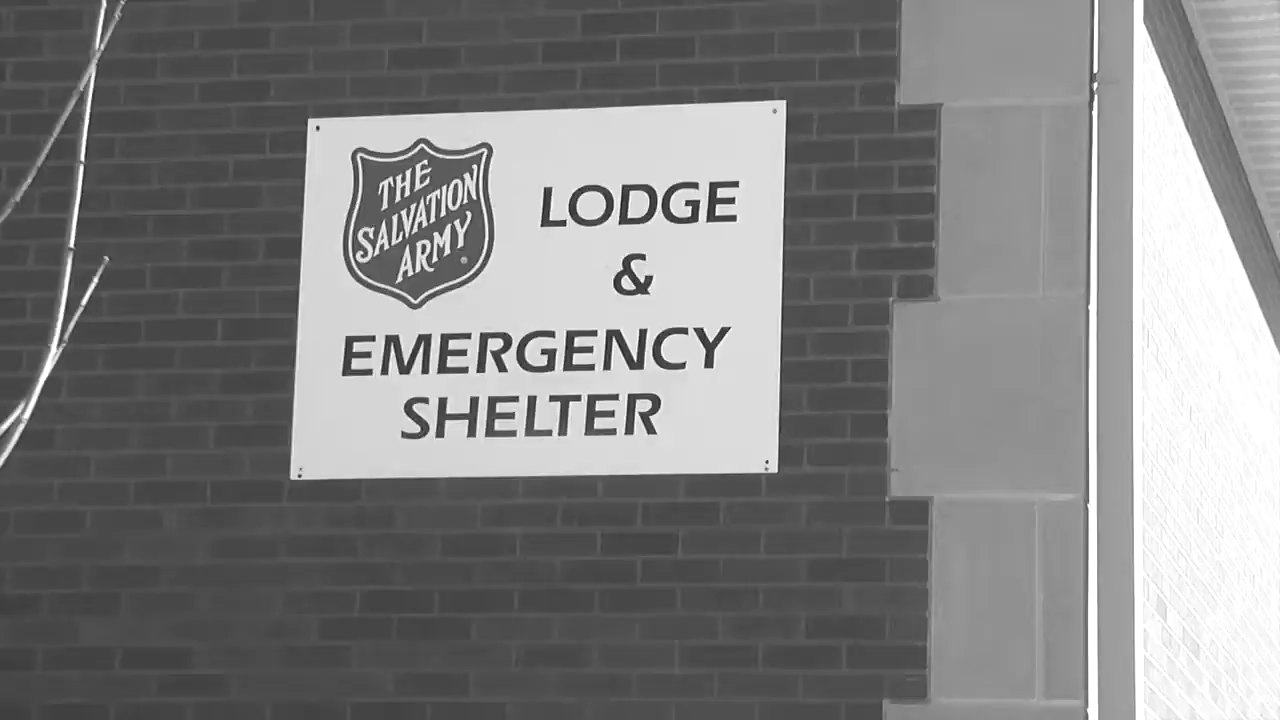 THE
SALVATION
ARMY
LODGE
&
EMERGENCY
SHELTER